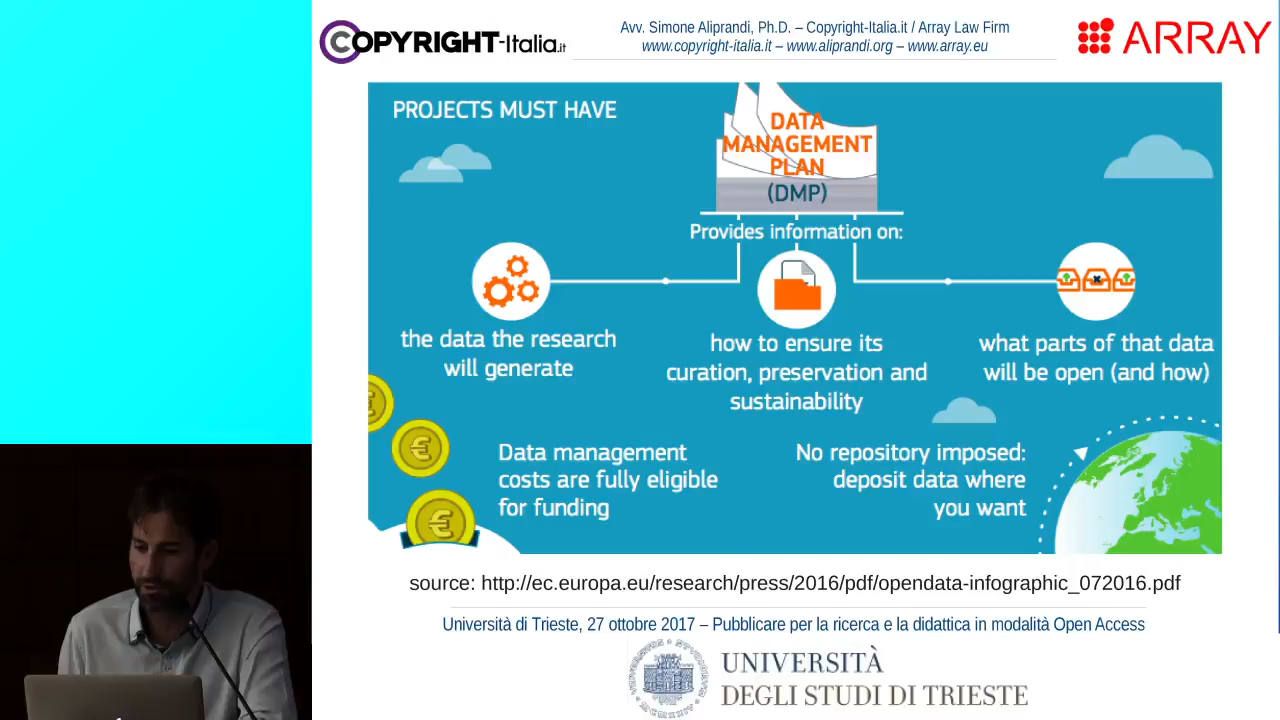 COPYRIGHT-Italia.it
Avv. Simone Aliprandi, Ph.D. – Copyright-Italia.it / Array Law Firm
www.copyright-italia.it – www.aliprandi.org – www.array.eu
ARRAY
PROJECTS MUST HAVE
DATA
MANAGEMENT
PLAN
(DMP)
Provides information on:
the data the research
will generate
how to ensure its
curation, preservation and
sustainability
what parts of that data
will be open (and how)
Data management
costs are fully eligible
for funding
No repository imposed:
deposit data where
you want
source: http://ec.europa.eu/research/press/2016/pdf/opendata-infographic_072016.pdf
Università di Trieste, 27 ottobre 2017 – Pubblicare per la ricerca e la didattica in modalità Open Access
UNIVERSITÀ
DEGLI STUDI DI TRIESTE